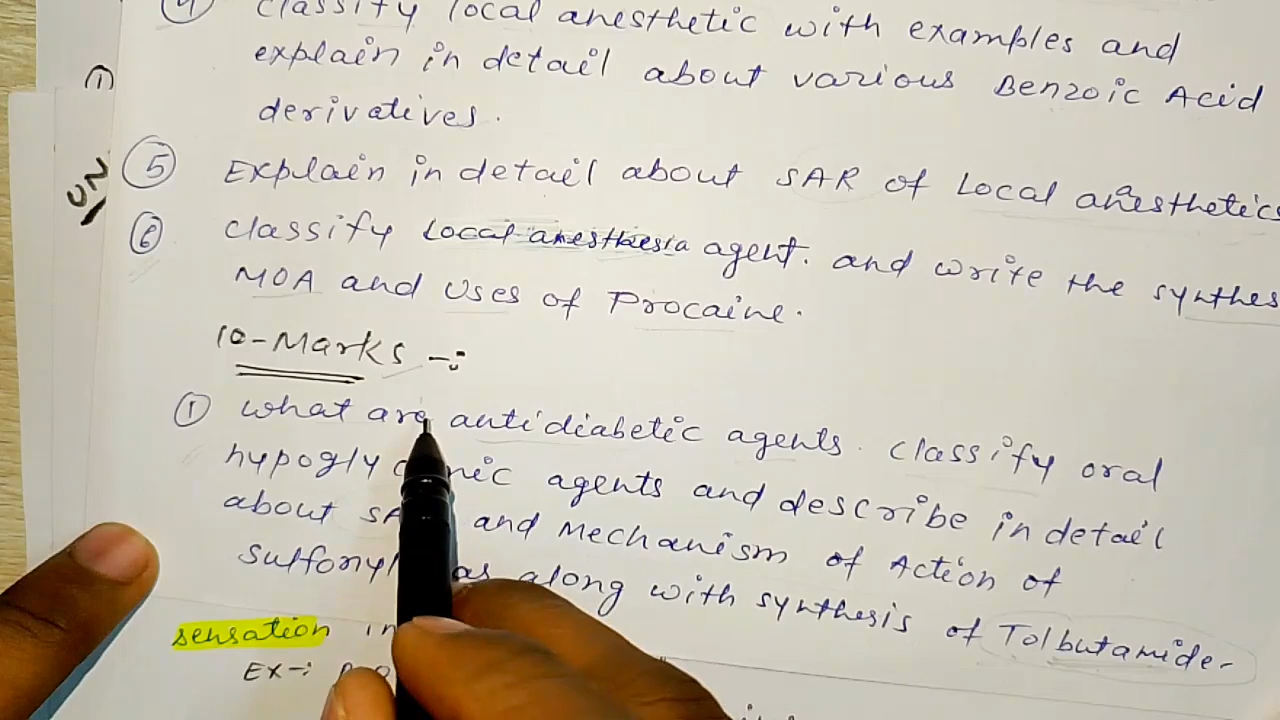 4 classify local anesthetic with examples and
explain in detail about various Benzoic Acid
derivatives.
5 Explain in detail about SAR of Local anesthetics
6 classify Local anesthesia agent. and write the synthes
MOA and Uses of Procaine.
10-Marks -:
1 what are antidiabetic agents. classify oral
agents and describe in detail
about and Mechanism of Action of
along with synthesis of Tolbutamide-
sensation in
Ex-: